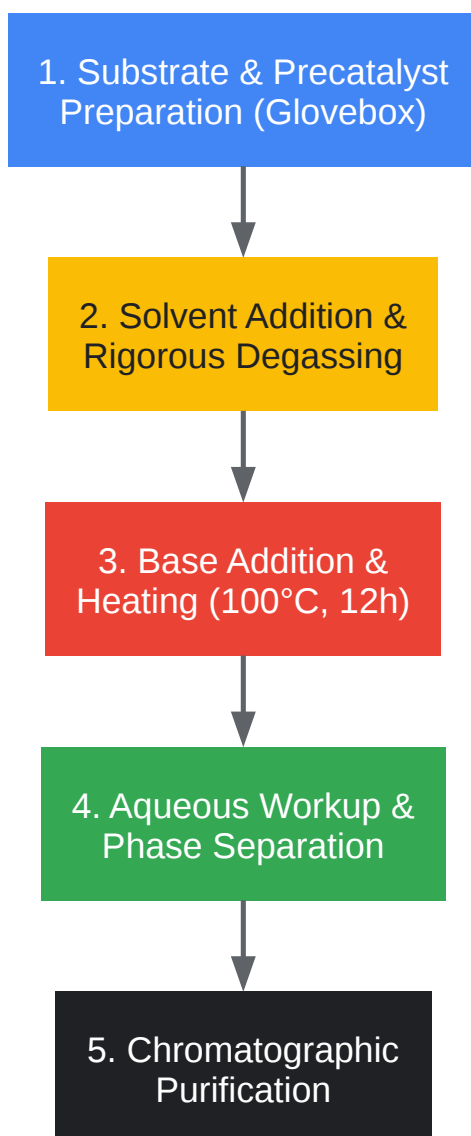 1. Substrate & Precatalyst
Preparation (Glovebox)
2. Solvent Addition &
Rigorous Degassing
3. Base Addition &
Heating (100°C, 12h)
4. Aqueous Workup &
Phase Separation
5. Chromatographic
Purification